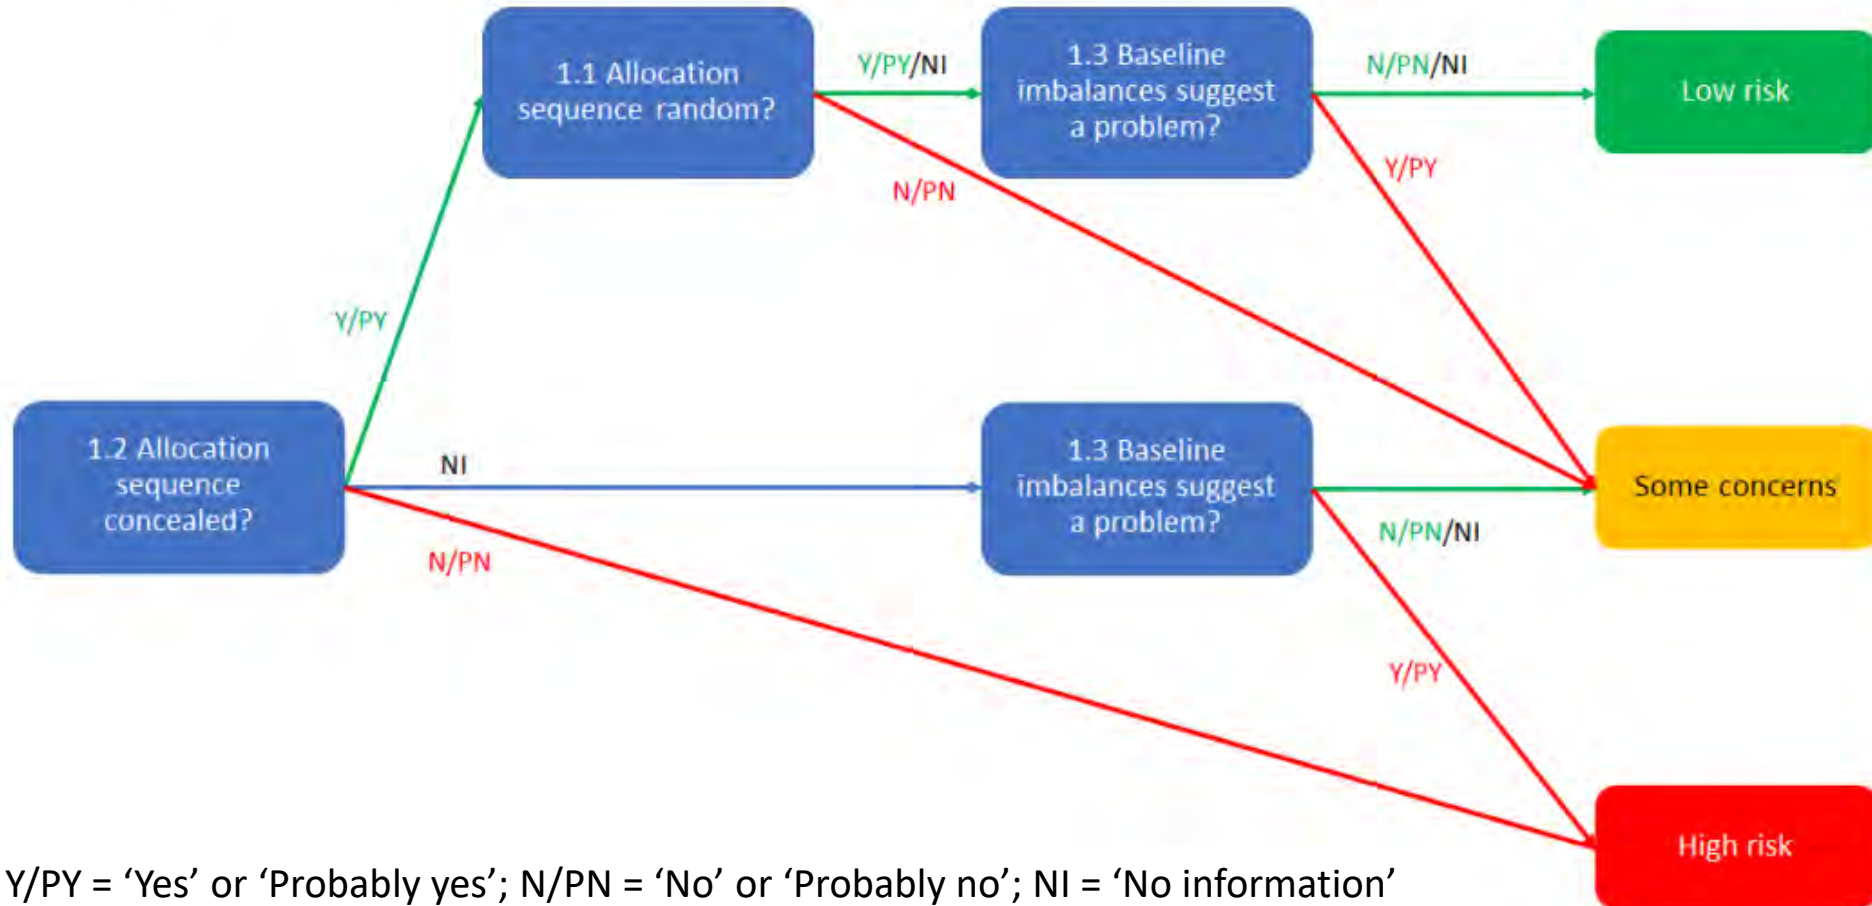 1.1 Allocation
sequence random?
Y/PY/NI
1.3 Baseline
imbalances suggest
a problem?
N/PN/NI
Low risk
N/PN
Y/PY
Y/PY
1.2 Allocation
sequence
concealed?
NI
1.3 Baseline
imbalances suggest
a problem?
N/PN/NI
Some concerns
N/PN
Y/PY
High risk
Y/PY = ‘Yes’ or ‘Probably yes’; N/PN = ‘No’ or ‘Probably no’; NI = ‘No information’